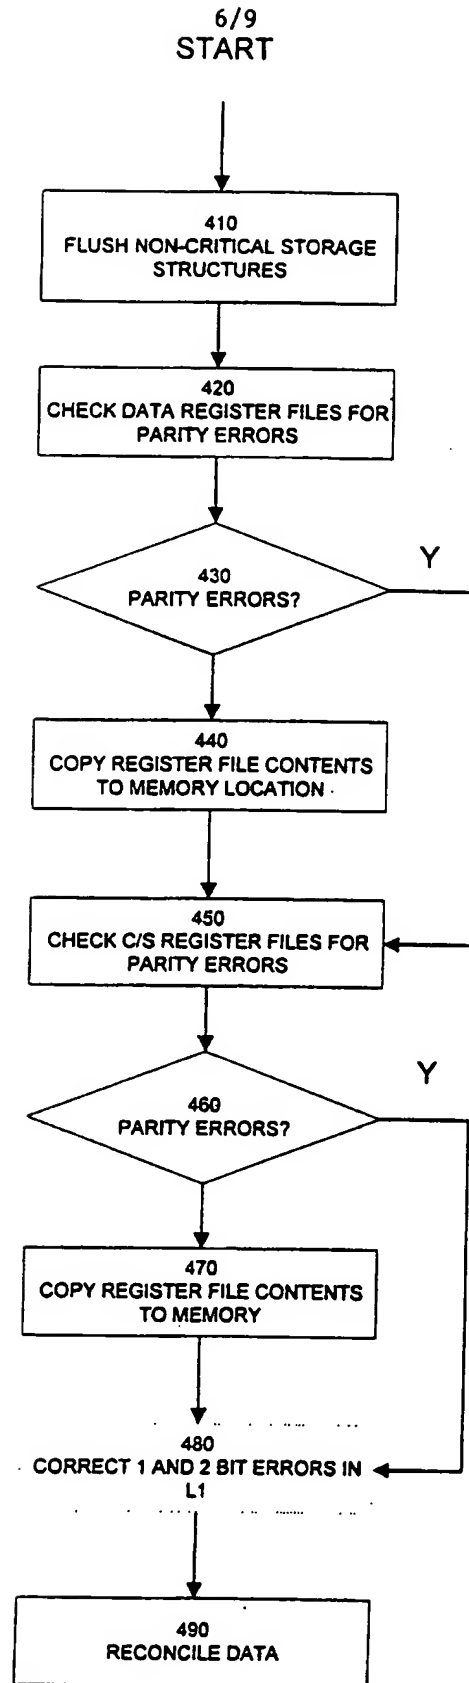 6/9
START
410
FLUSH NON-CRITICAL STORAGE
STRUCTURES
420
CHECK DATA REGISTER FILES FOR
PARITY ERRORS
430
PARITY ERRORS?
Y
440
COPY REGISTER FILE CONTENTS
TO MEMORY LOCATION
450
CHECK C/S REGISTER FILES FOR
PARITY ERRORS
460
PARITY ERRORS?
Y
470
COPY REGISTER FILE CONTENTS
TO MEMORY
480
CORRECT 1 AND 2 BIT ERRORS IN
L1
490
RECONCILE DATA